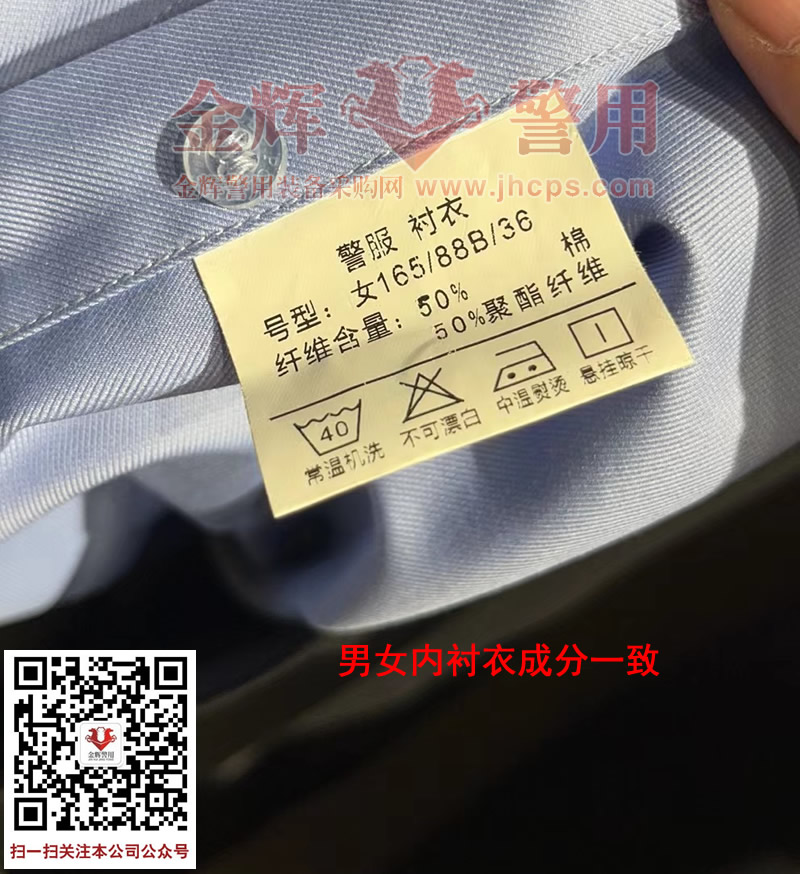 金辉 警用
金辉警用装备采购网 www.jhcps.com
警服 衬衣
号型: 女165/88B/36
纤维含量: 50% 棉
50%聚酯纤维
40
常温机洗 不可漂白 中温熨烫 悬挂晾干
男女内衬衣成分一致
金辉警用
扫一扫关注本公司公众号